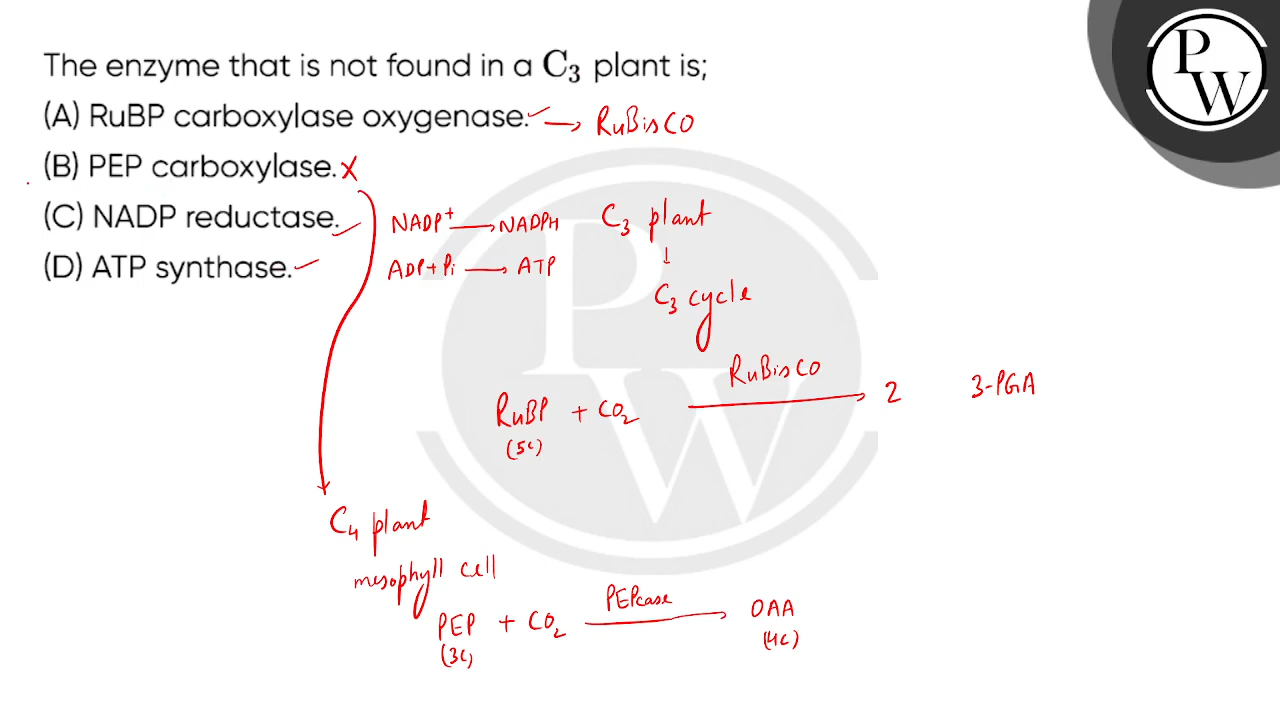 The enzyme that is not found in a C₃ plant is;
(A) RuBP carboxylase oxygenase. ✓ → RuBisCO
(B) PEP carboxylase. ✗
(C) NADP reductase. ✓
(D) ATP synthase. ✓
NADP⁺ → NADPH
ADP + Pi → ATP
C₃ plant
↓
C₃ cycle
RuBisCO
RuBP + CO₂ → 2 3-PGA
(5C)
C₄ plant
mesophyll cell
PEPcase
PEP + CO₂ → OAA
(3C) (4C)
P
W
P
W